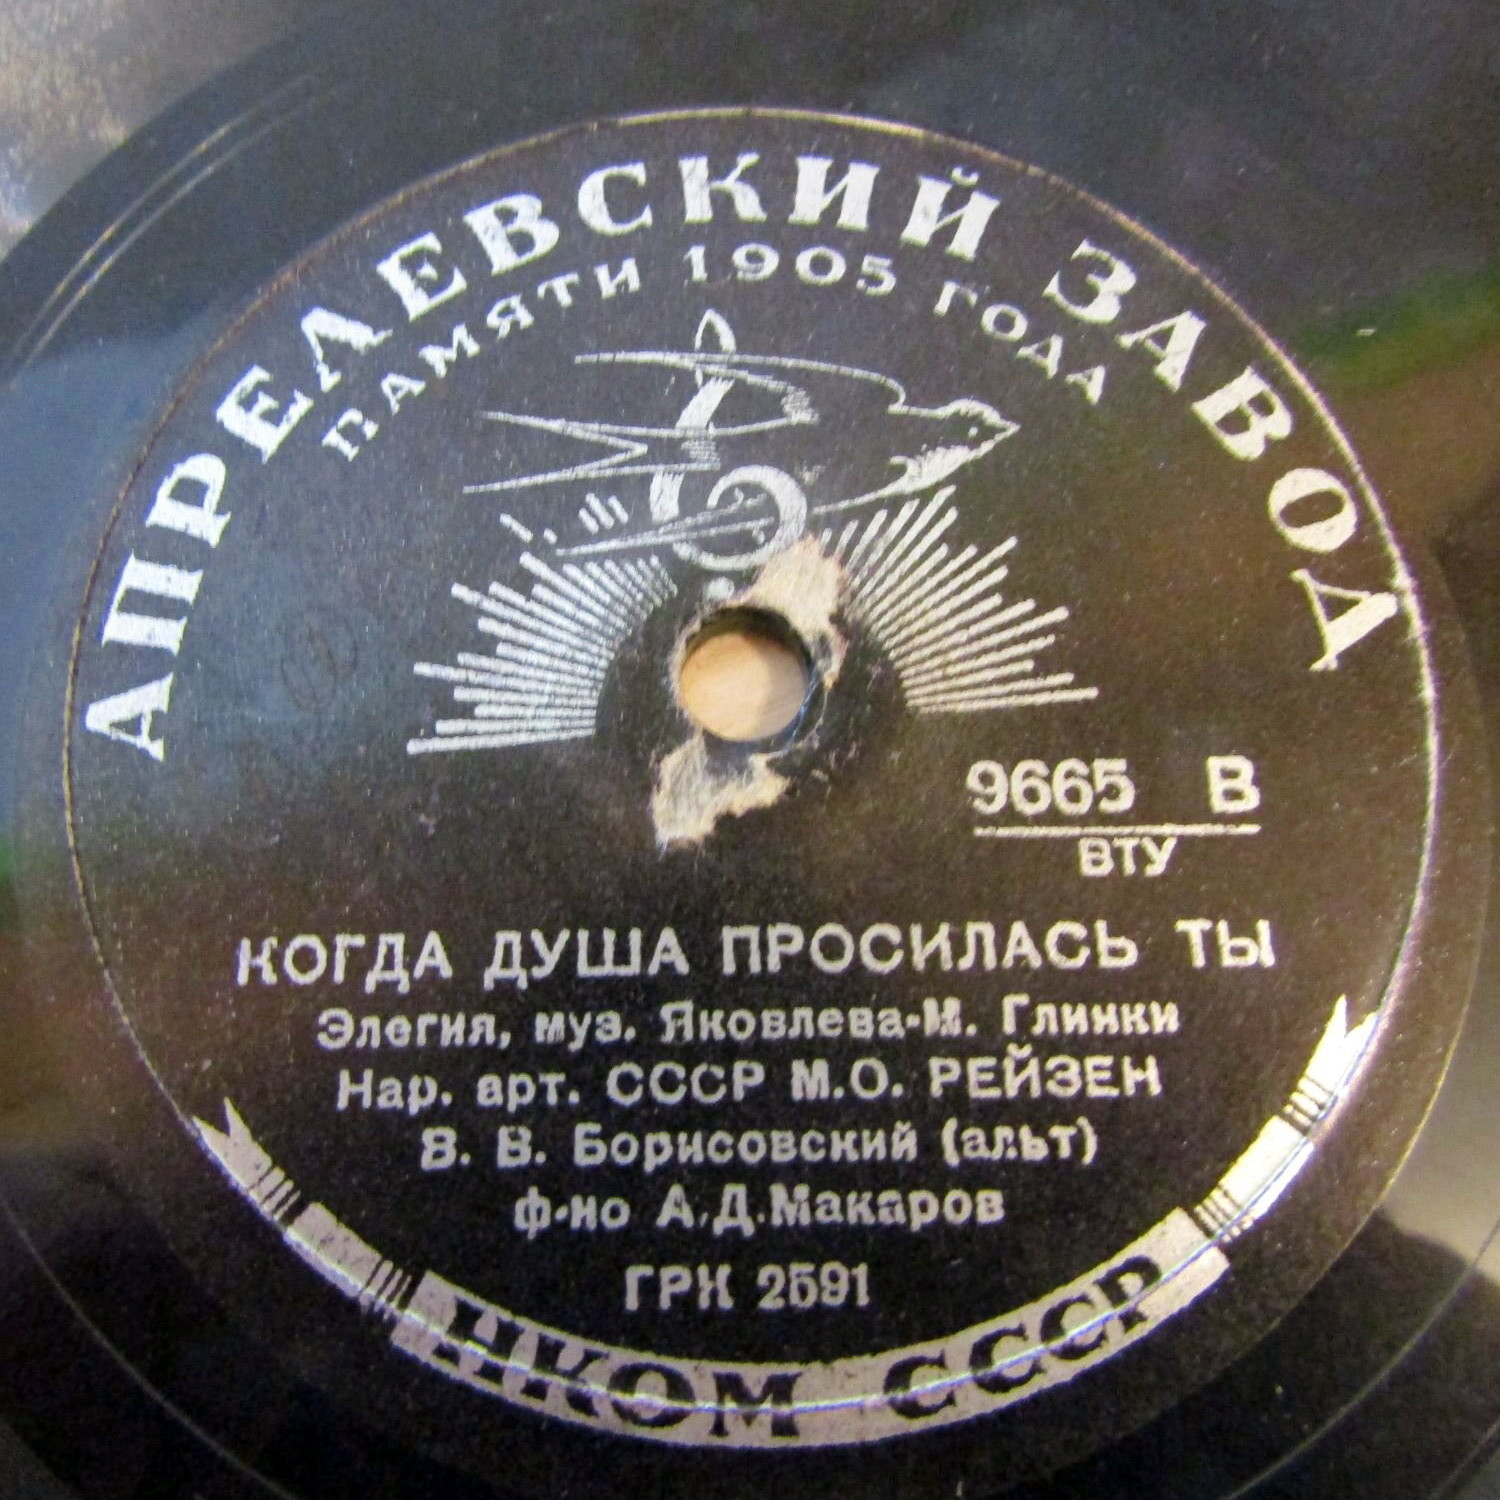 АПРЕЛЕВСКИЙ ЗАВОД
ПАМЯТИ 1905 ГОДА
9665 В
ВТУ
КОГДА ДУША ПРОСИЛАСЬ ТЫ
Элегия, муз. Яковлева-М. Глинки
Нар. арт. СССР М.О. РЕЙЗЕН
В. В. Борисовский (альт)
ф-но А.Д.Макаров
ГРК 2591
НКОМ СССР